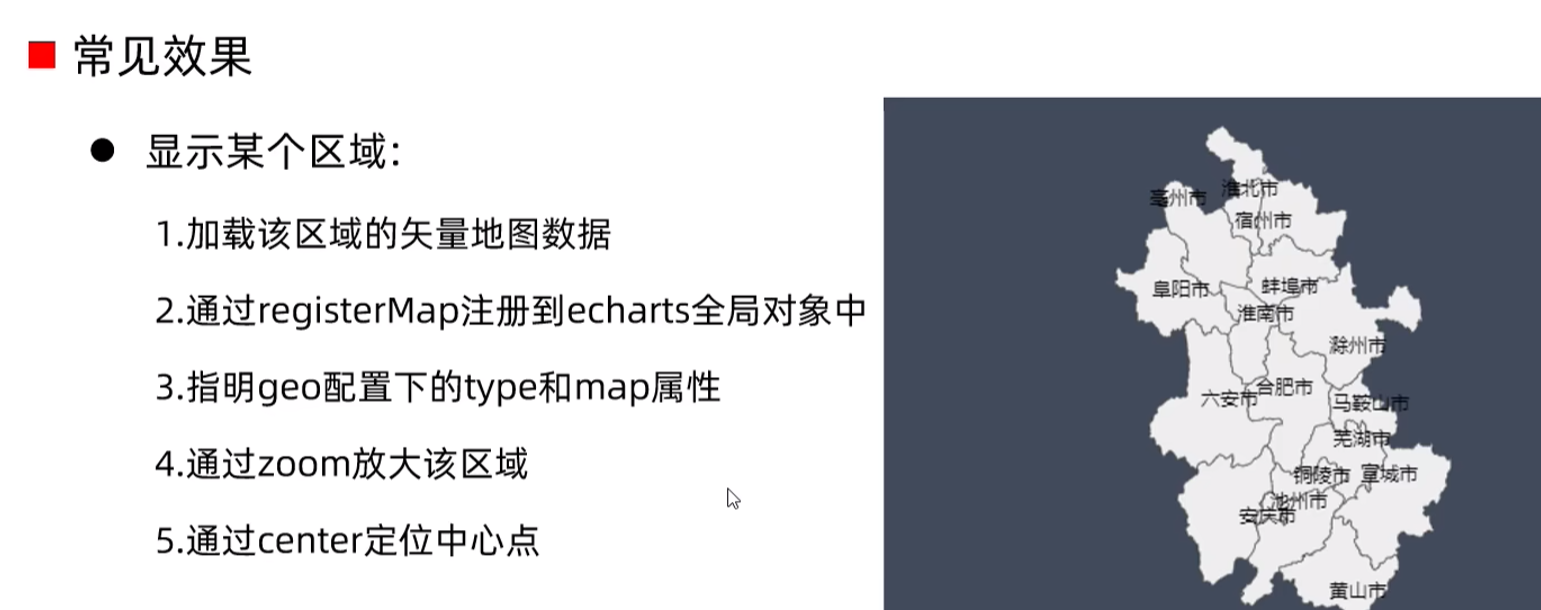 常见效果
显示某个区域:
1.加载该区域的矢量地图数据
2.通过registerMap注册到echarts全局对象中
3.指明geo配置下的type和map属性
4.通过zoom放大该区域
5.通过center定位中心点
淮北市
亳州市
宿州市
蚌埠市
阜阳市
淮南市
滁州市
合肥市
六安市
马鞍山市
芜湖市
铜陵市
宣城市
池州市
安庆市
黄山市